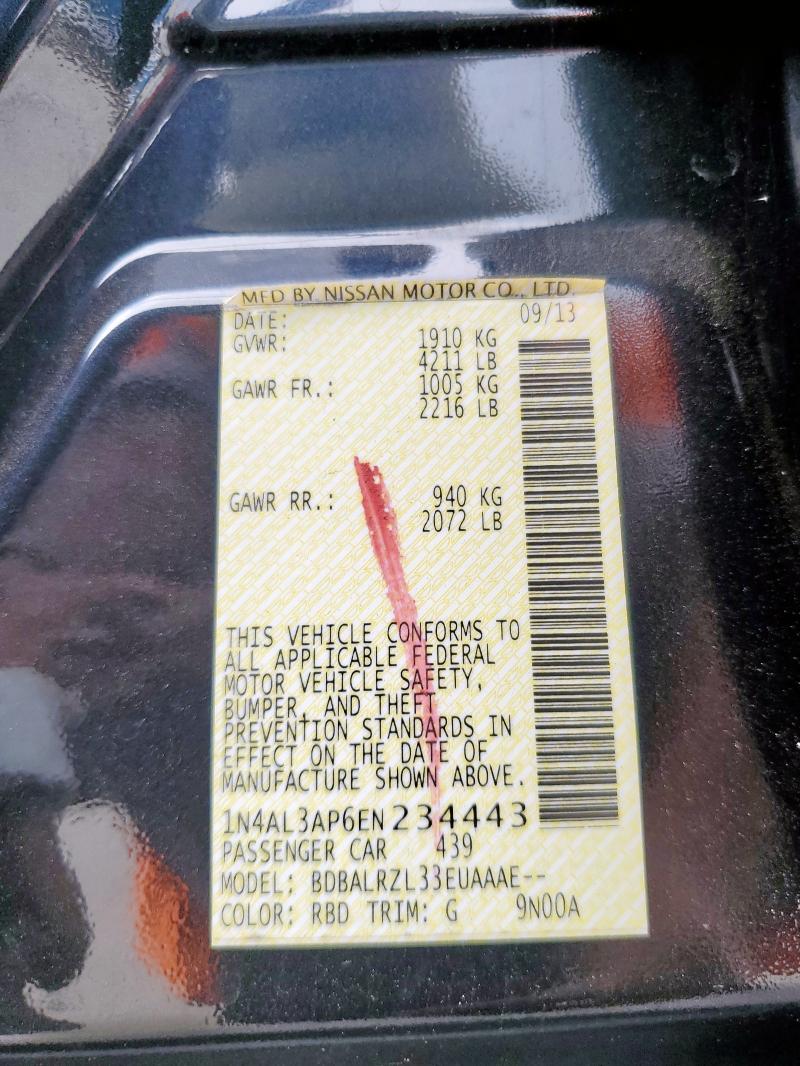 MFD BY NISSAN MOTOR CO., LTD.
DATE: 09/13
GVWR: 1910 KG
4211 LB
GAWR FR.: 1005 KG
2216 LB
GAWR RR.: 940 KG
2072 LB
THIS VEHICLE CONFORMS TO
ALL APPLICABLE FEDERAL
MOTOR VEHICLE SAFETY,
BUMPER, AND THEFT
PREVENTION STANDARDS IN
EFFECT ON THE DATE OF
MANUFACTURE SHOWN ABOVE.
1N4AL3AP6EN234443
PASSENGER CAR 439
MODEL: BDBALRZL33EUAAAE--
COLOR: RBD TRIM: G 9N00A